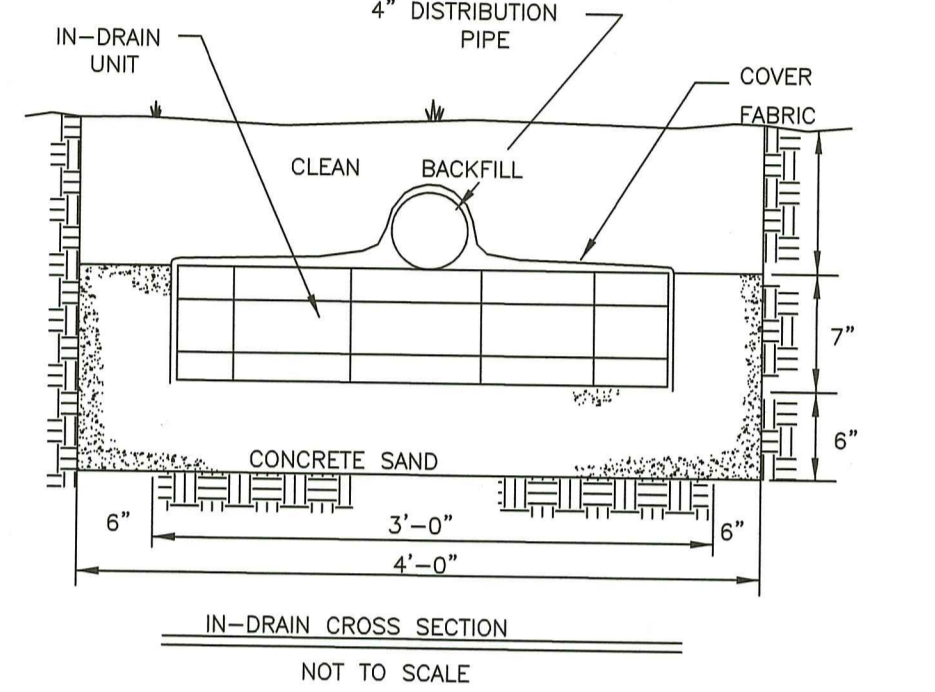 4" DISTRIBUTION
PIPE
IN-DRAIN
UNIT
COVER
FABRIC
CLEAN BACKFILL
7"
6"
CONCRETE SAND
6"
3'-0"
6"
4'-0"
IN-DRAIN CROSS SECTION
NOT TO SCALE